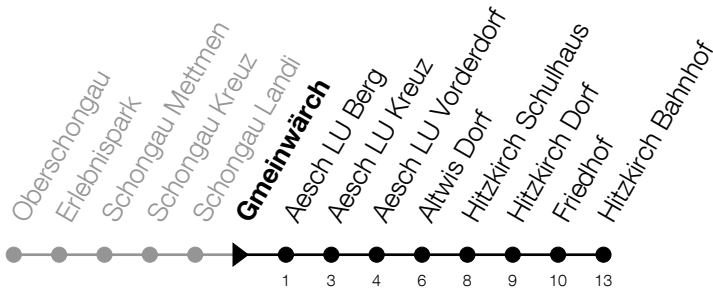 Oberschongau
Erlebnispark
Schongau Mettmen
Schongau Kreuz
Schongau Landi
Gmeinwärch
Aesch LU Berg
Aesch LU Kreuz
Aesch LU Vorderdorf
Altwis Dorf
Hitzkirch Schulhaus
Hitzkirch Dorf
Friedhof
Hitzkirch Bahnhof
1 3 4 6 8 9 10 13